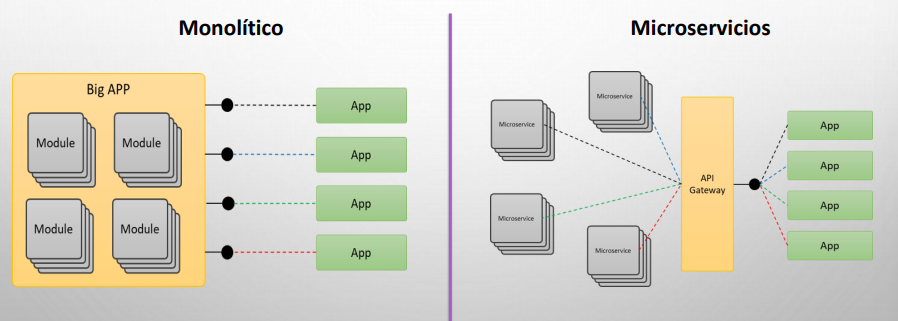 Monolítico
Big APP
Module
Module
Module
Module
App
App
App
App
Microservicios
Microservice
Microservice
Microservice
Microservice
API
Gateway
App
App
App
App